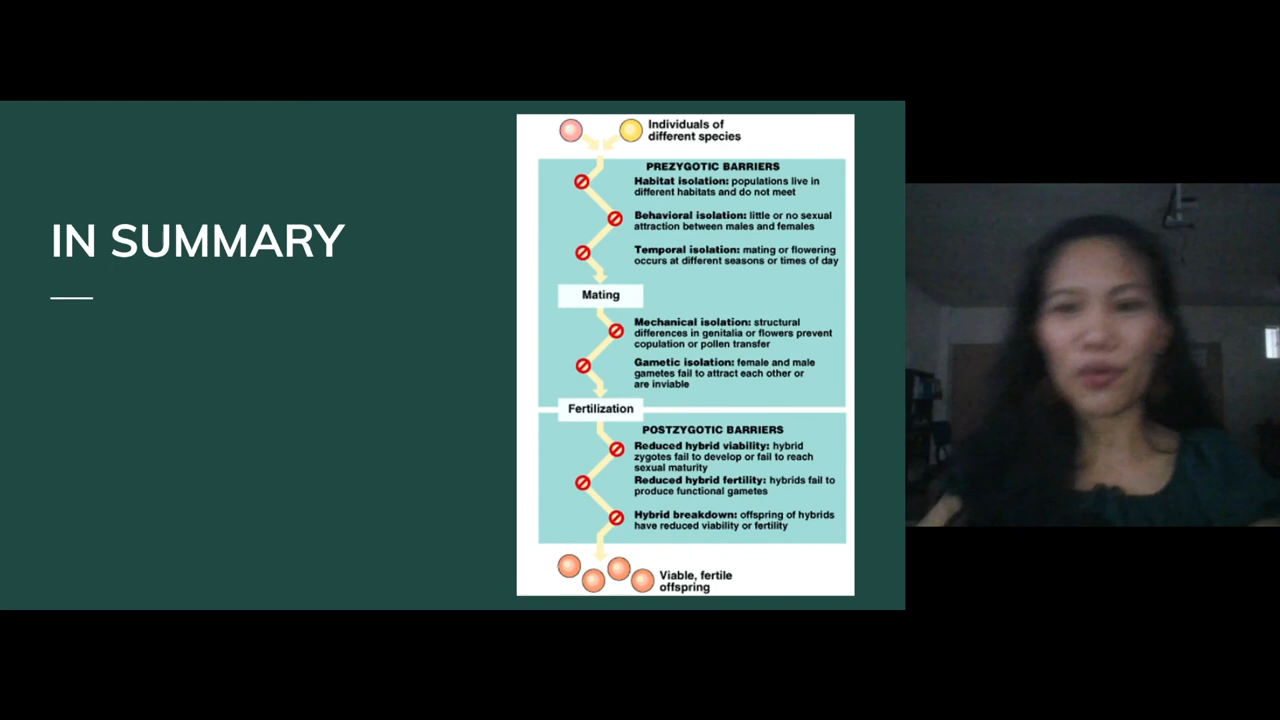 IN SUMMARY
Individuals of
different species
PREZYGOTIC BARRIERS
Habitat isolation: populations live in
different habitats and do not meet
Behavioral isolation: little or no sexual
attraction between males and females
Temporal isolation: mating or flowering
occurs at different seasons or times of day
Mating
Mechanical isolation: structural
differences in genitalia or flowers prevent
copulation or pollen transfer
Gametic isolation: female and male
gametes fail to attract each other or
are inviable
Fertilization
POSTZYGOTIC BARRIERS
Reduced hybrid viability: hybrid
zygotes fail to develop or fail to reach
sexual maturity
Reduced hybrid fertility: hybrids fail to
produce functional gametes
Hybrid breakdown: offspring of hybrids
have reduced viability or fertility
Viable, fertile
offspring